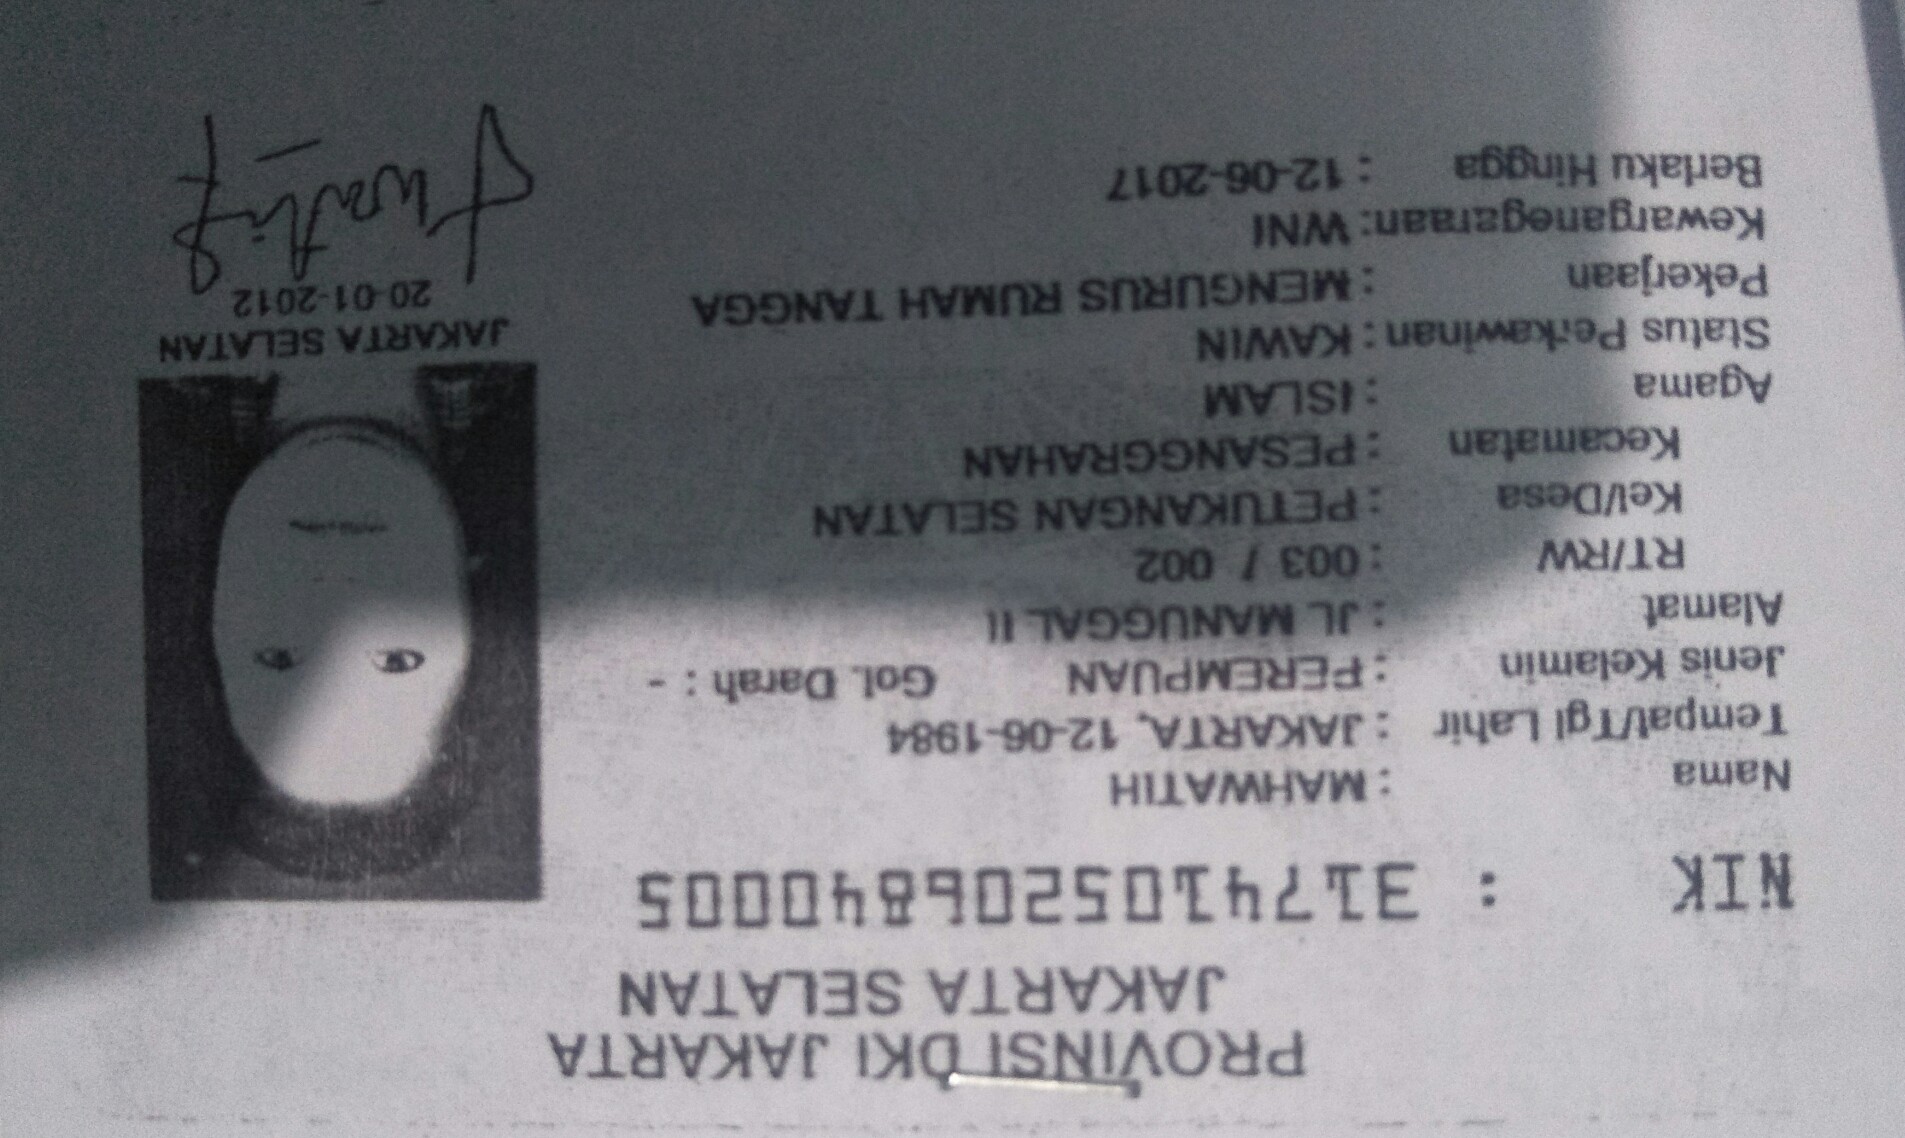 PROVINSI DKI JAKARTA
JAKARTA SELATAN
NIK : 3174105206840005
Nama : MAHWATIH
Tempat/Tgl Lahir : JAKARTA, 12-06-1984
Jenis Kelamin : PEREMPUAN Gol. Darah : -
Alamat : JL MANUGGAL II
RT/RW : 003 / 002
Kel/Desa : PETUKANGAN SELATAN
Kecamatan : PESANGGRAHAN
Agama : ISLAM
Status Perkawinan : KAWIN
Pekerjaan : MENGURUS RUMAH TANGGA
Kewarganegaraan: WNI
Berlaku Hingga : 12-06-2017
JAKARTA SELATAN
20-01-2012